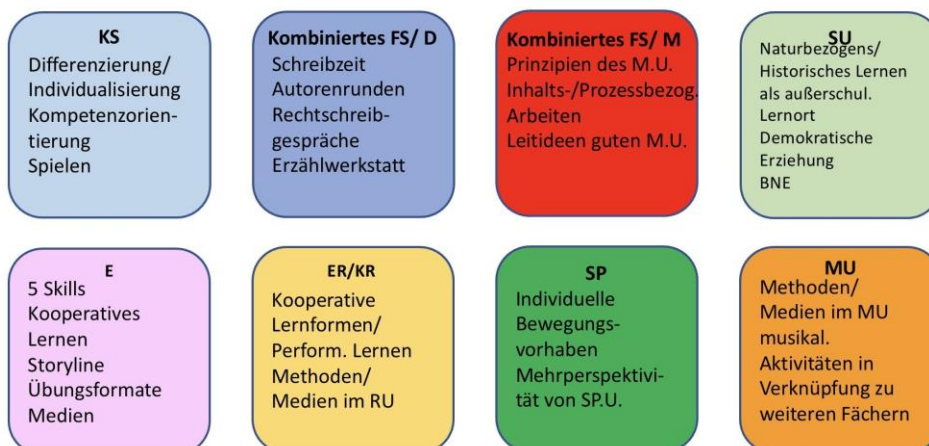 KS
Differenzierung/
Individualisierung
Kompetenzorien-
tierung
Spielen
Kombiniertes FS/ D
Schreibzeit
Autorenrunden
Rechtschreib-
gespräche
Erzählwerkstatt
Kombiniertes FS/ M
Prinzipien des M.U.
Inhalts-/Prozessbezog.
Arbeiten
Leitideen guten M.U.
SU
Naturbezogens/
Historisches Lernen
als außerschul.
Lernort
Demokratische
Erziehung
BNE
E
5 Skills
Kooperatives
Lernen
Storyline
Übungsformate
Medien
ER/KR
Kooperative
Lernformen/
Perform. Lernen
Methoden/
Medien im RU
SP
Individuelle
Bewegungs-
vorhaben
Mehrperspektivi-
tät von SP.U.
MU
Methoden/
Medien im MU
musikal.
Aktivitäten in
Verknüpfung zu
weiteren Fächern